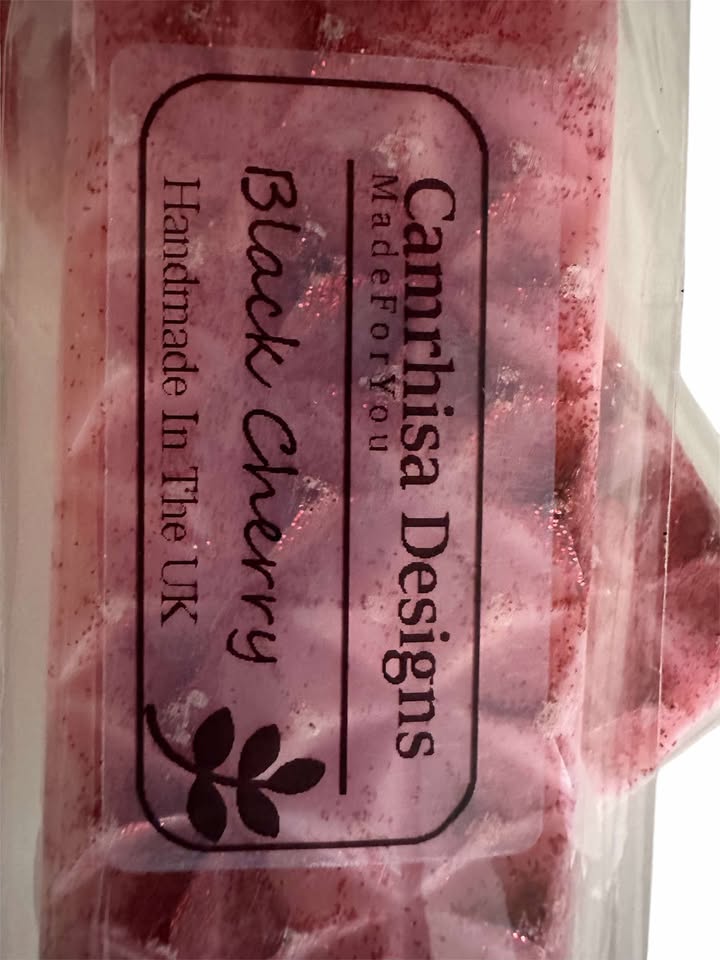 Camrhisa Designs
MadeForYou
Black Cherry
Handmade In The UK